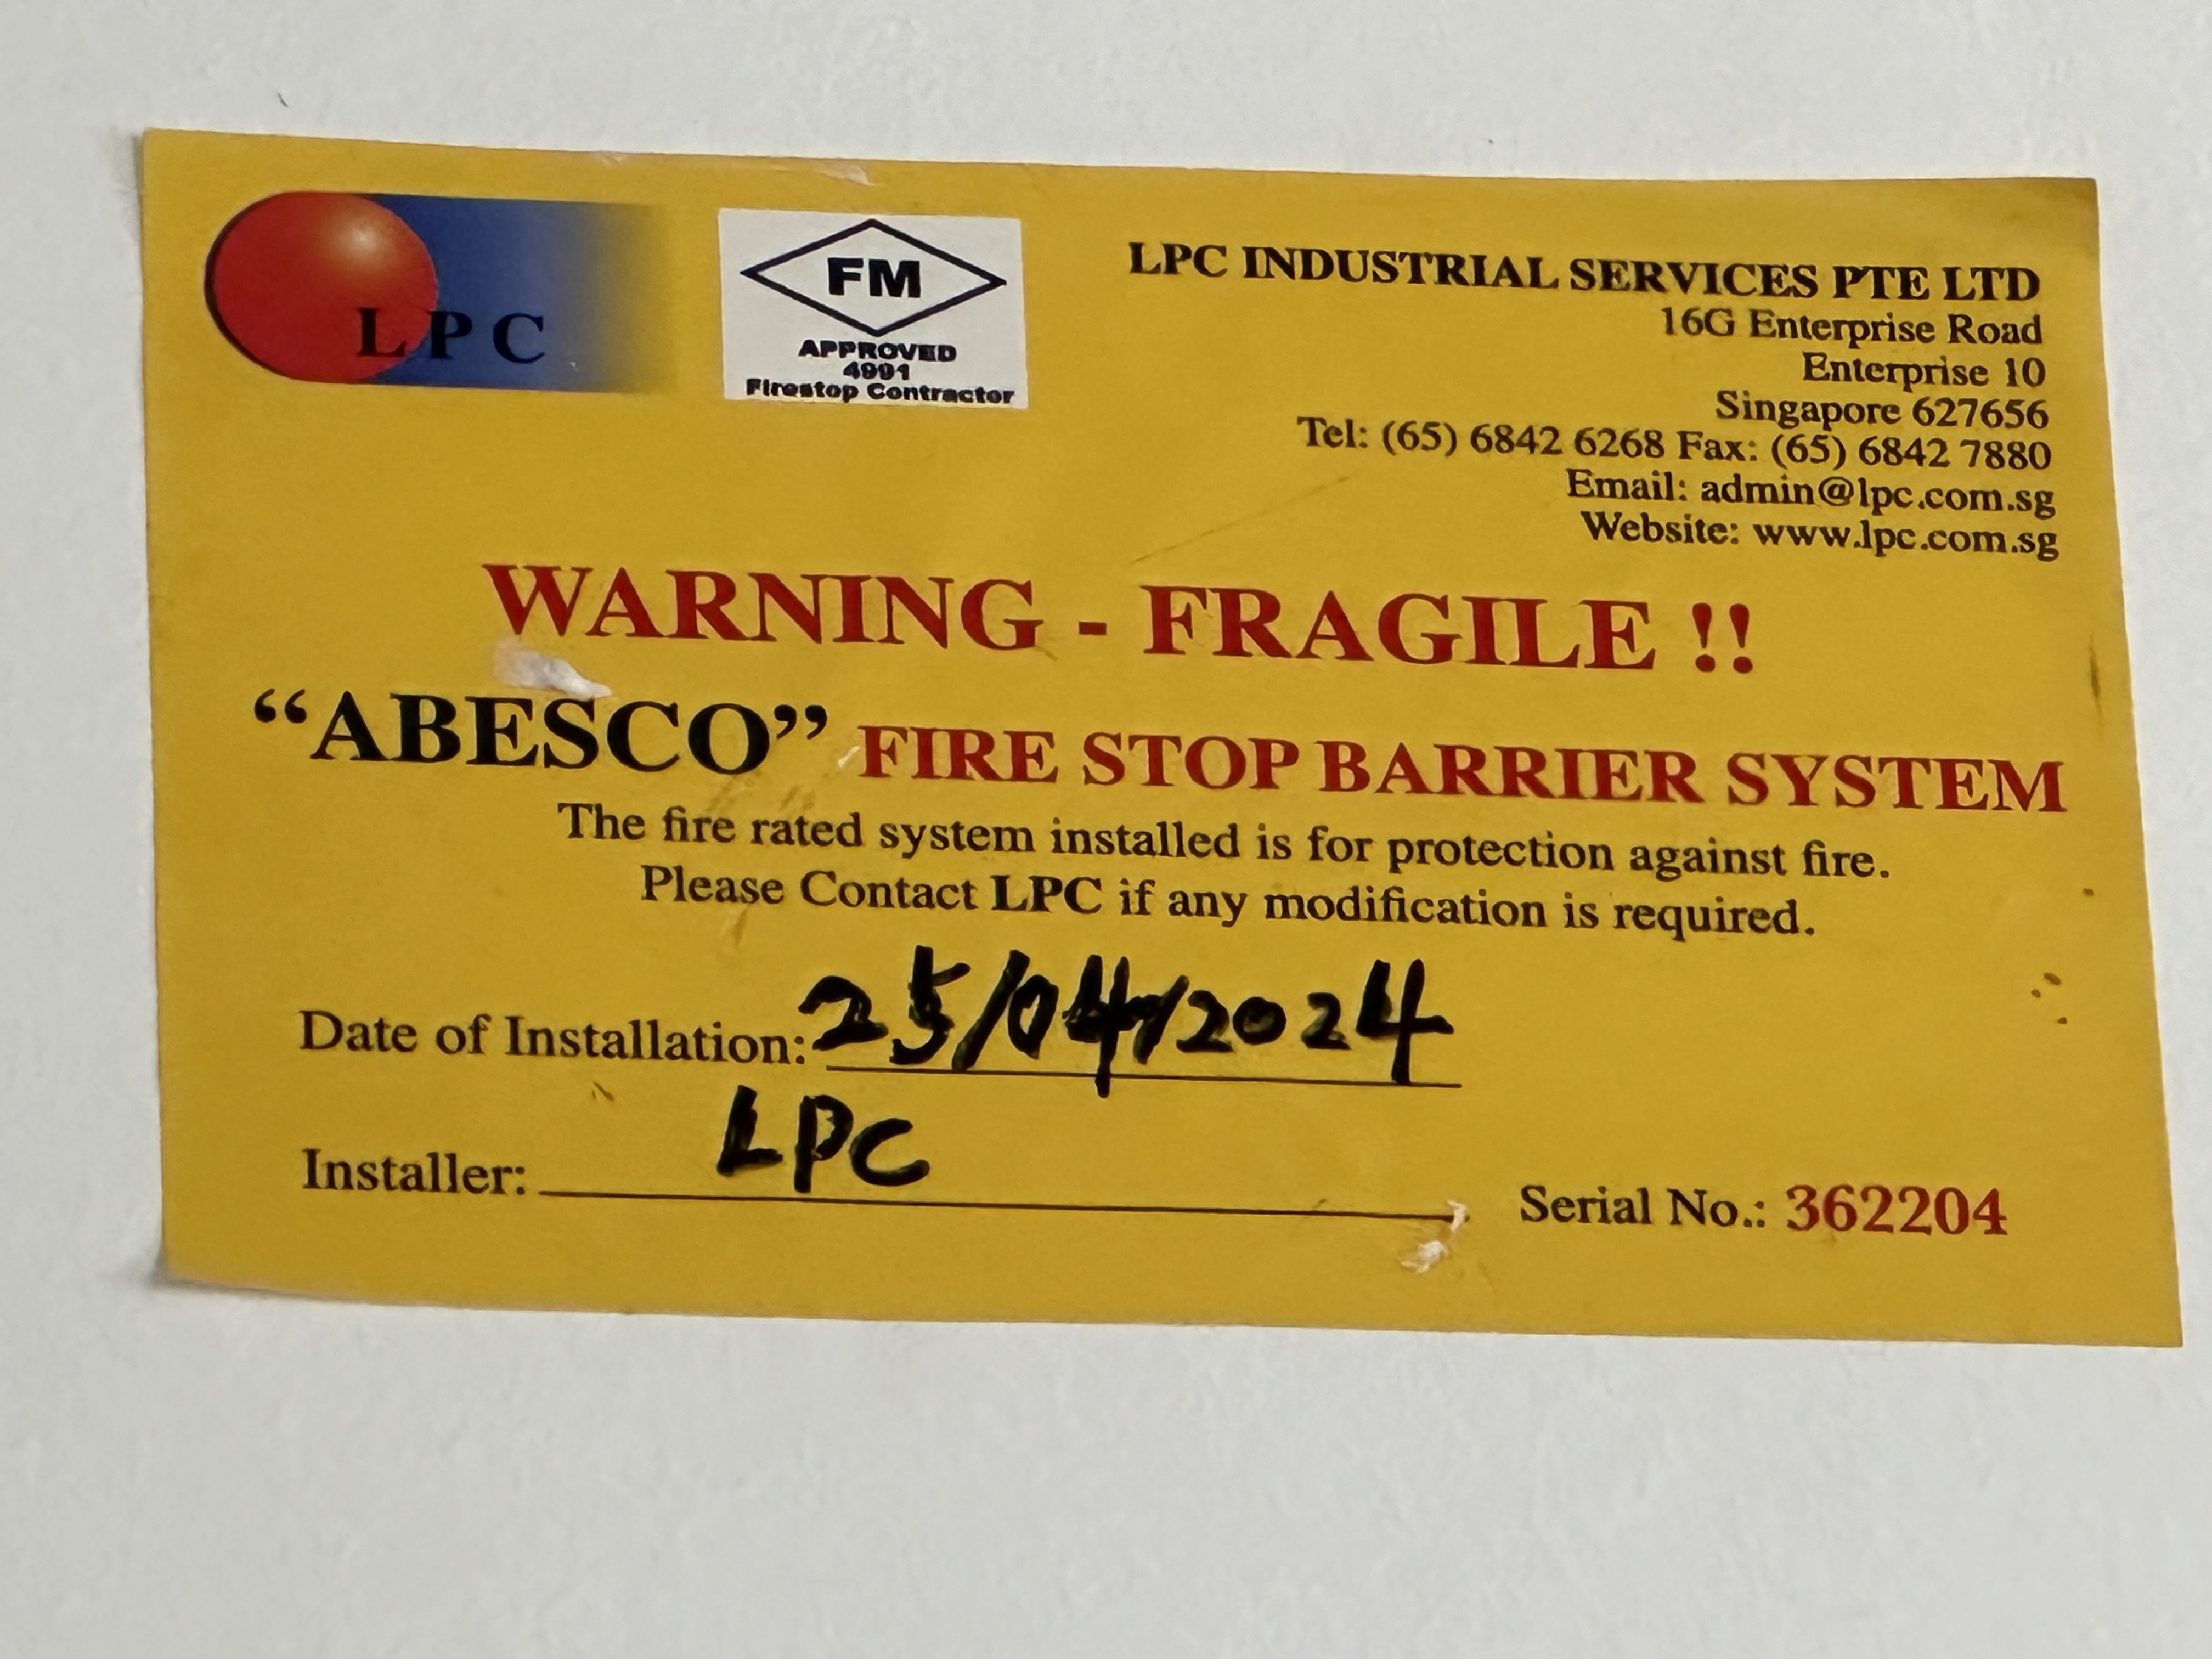 LPC
FM
APPROVED
4991
Firestop Contractor
LPC INDUSTRIAL SERVICES PTE LTD
16G Enterprise Road
Enterprise 10
Singapore 627656
Tel: (65) 6842 6268 Fax: (65) 6842 7880
Email: admin@lpc.com.sg
Website: www.lpc.com.sg
WARNING - FRAGILE !!
“ABESCO” FIRE STOP BARRIER SYSTEM
The fire rated system installed is for protection against fire.
Please Contact LPC if any modification is required.
Date of Installation: 25/04/2024
Installer: LPC
Serial No.: 362204